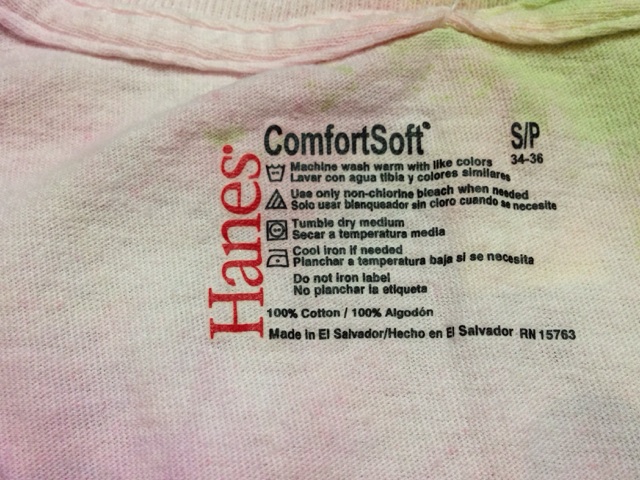 Hanes
ComfortSoft® S/P
34-36
Machine wash warm with like colors
Lavar con agua tibia y colores similares
Use only non-chlorine bleach when needed
Solo usar blanqueador sin cloro cuando se necesite
Tumble dry medium
Secar a temperatura media
Cool iron if needed
Planchar a temperatura baja si se necesita
Do not iron label
No planchar la etiqueta
100% Cotton / 100% Algodón
Made in El Salvador/Hecho en El Salvador RN 15763